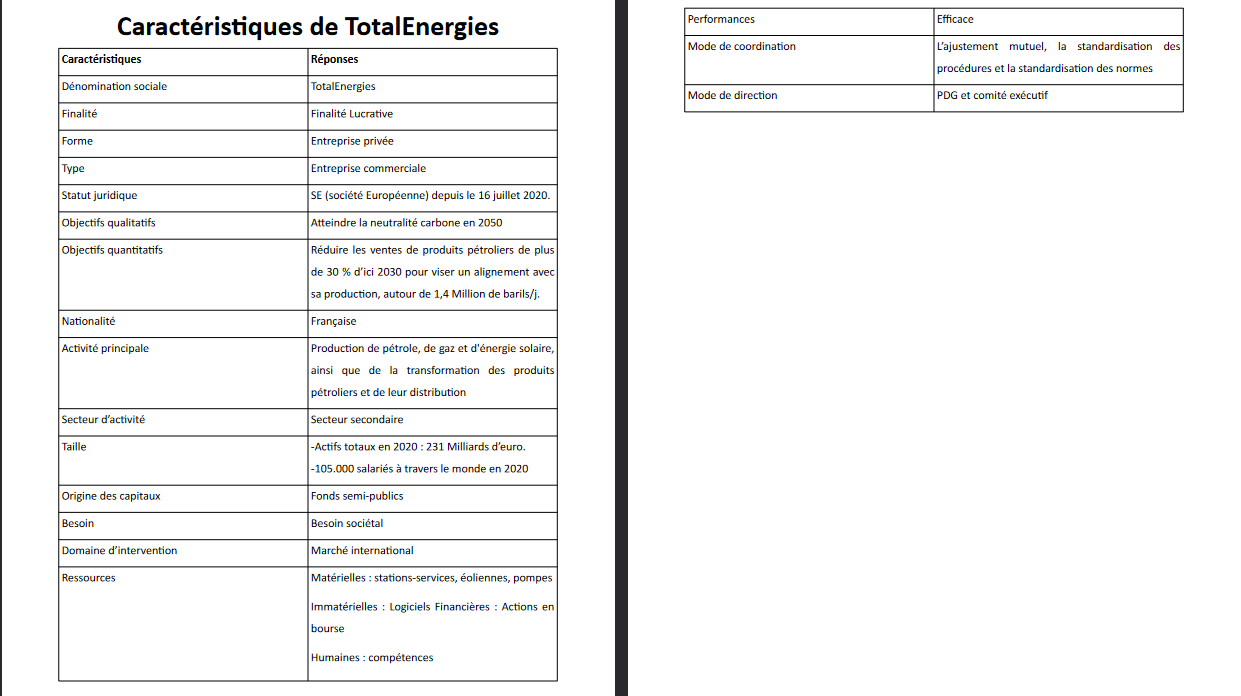 Caractéristiques de TotalEnergies
Caractéristiques Réponses
Dénomination sociale TotalEnergies
Finalité Finalité Lucrative
Forme Entreprise privée
Type Entreprise commerciale
Statut juridique SE (société Européenne) depuis le 16 juillet 2020.
Objectifs qualitatifs Atteindre la neutralité carbone en 2050
Objectifs quantitatifs Réduire les ventes de produits pétroliers de plus
de 30 % d’ici 2030 pour viser un alignement avec
sa production, autour de 1,4 Million de barils/j.
Nationalité Française
Activité principale Production de pétrole, de gaz et d'énergie solaire,
ainsi que de la transformation des produits
pétroliers et de leur distribution
Secteur d’activité Secteur secondaire
Taille -Actifs totaux en 2020 : 231 Milliards d’euro.
-105.000 salariés à travers le monde en 2020
Origine des capitaux Fonds semi-publics
Besoin Besoin sociétal
Domaine d’intervention Marché international
Ressources Matérielles : stations-services, éoliennes, pompes
Immatérielles : Logiciels Financières : Actions en
bourse
Humaines : compétences
Performances Efficace
Mode de coordination L’ajustement mutuel, la standardisation des
procédures et la standardisation des normes
Mode de direction PDG et comité exécutif